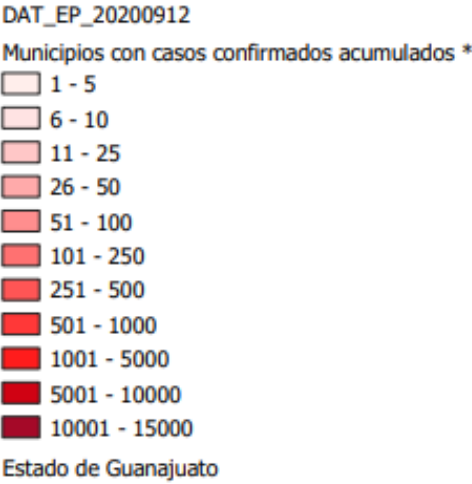 DAT_EP_20200912
Municipios con casos confirmados acumulados *
1 - 5
6 - 10
11 - 25
26 - 50
51 - 100
101 - 250
251 - 500
501 - 1000
1001 - 5000
5001 - 10000
10001 - 15000
Estado de Guanajuato